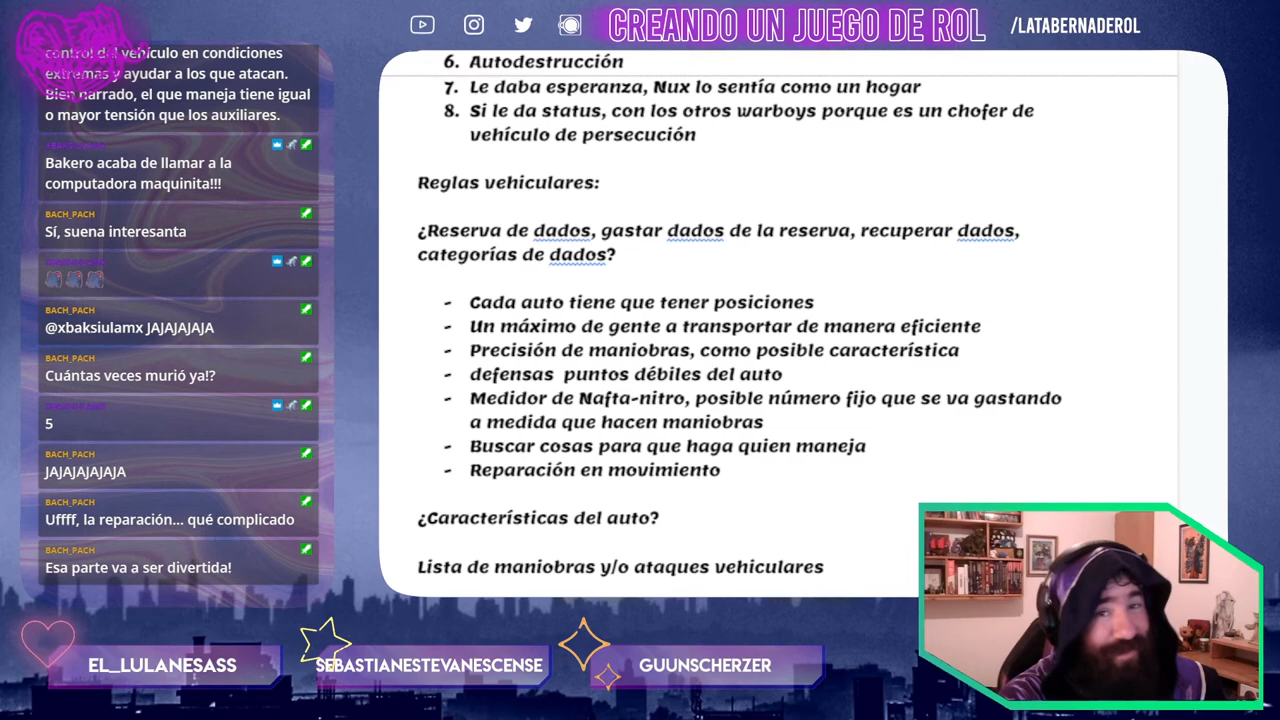 CREANDO UN JUEGO DE ROL
/LATABERNADEROL
control del vehículo en condiciones
extremas y ayudar a los que atacan.
Bien narrado, el que maneja tiene igual
o mayor tensión que los auxiliares.
Bakero acaba de llamar a la
computadora maquinita!!!
BACH_PACH
Sí, suena interesanta
BACH_PACH
@xbaksiulamx JAJAJAJAJA
BACH_PACH
Cuántas veces murió ya!?
5
BACH_PACH
JAJAJAJAJAJA
BACH_PACH
Uffff, la reparación... qué complicado
BACH_PACH
Esa parte va a ser divertida!
6. Autodestrucción
7. Le daba esperanza, Nux lo sentía como un hogar
8. Si le da status, con los otros warboys porque es un chofer de
vehículo de persecución
Reglas vehiculares:
¿Reserva de dados, gastar dados de la reserva, recuperar dados,
categorías de dados?
- Cada auto tiene que tener posiciones
- Un máximo de gente a transportar de manera eficiente
- Precisión de maniobras, como posible característica
- defensas puntos débiles del auto
- Medidor de Nafta-nitro, posible número fijo que se va gastando
a medida que hacen maniobras
- Buscar cosas para que haga quien maneja
- Reparación en movimiento
¿Características del auto?
Lista de maniobras y/o ataques vehiculares
EL_LULANESASS
SEBASTIANESTEVANESCENSE
GUUNSCHERZER